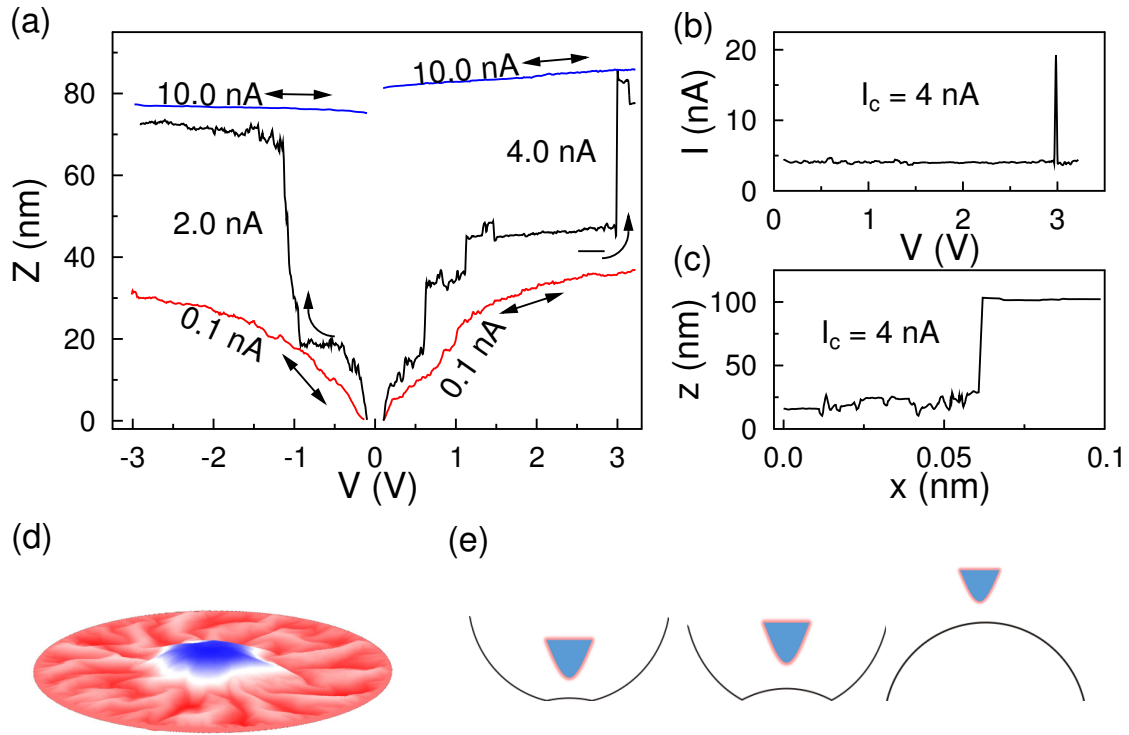 (a)
Z (nm)
80
60
40
20
0
-3
-2
-1
0
1
2
3
V (V)
10.0 nA
10.0 nA
2.0 nA
4.0 nA
0.1 nA
0.1 nA
(b)
I (nA)
20
10
0
I_c = 4 nA
0
1
2
3
V (V)
(c)
z (nm)
100
50
0
I_c = 4 nA
0.0
0.05
0.1
x (nm)
(d)
(e)